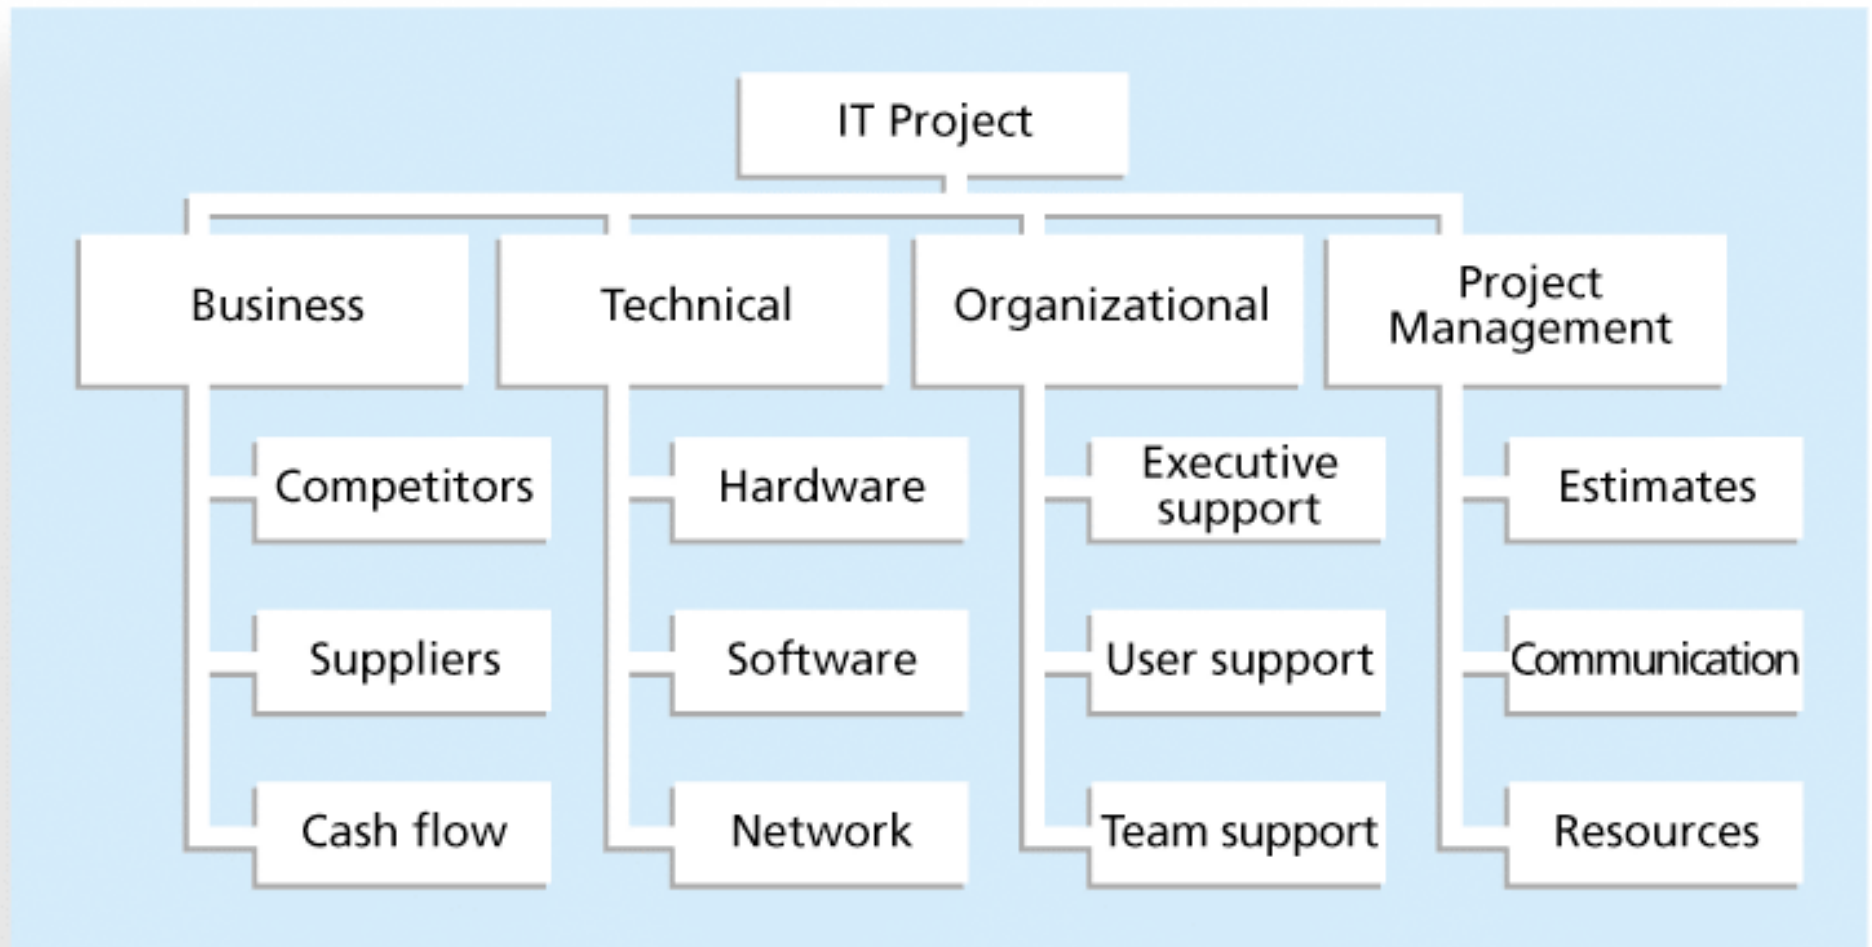 IT Project
Business
Technical
Organizational
Project
Management
Competitors
Hardware
Executive
support
Estimates
Suppliers
Software
User support
Communication
Cash flow
Network
Team support
Resources